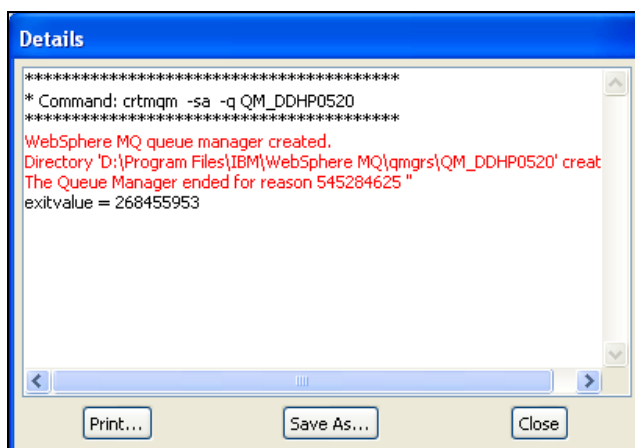 Details
****************************************
* Command: crtmqm -sa -q QM_DDHP0520
****************************************
WebSphere MQ queue manager created.
Directory 'D:\Program Files\IBM\WebSphere MQ\qmgrs\QM_DDHP0520' creat
The Queue Manager ended for reason 545284625 ''
exitvalue = 268455953
Print... Save As... Close